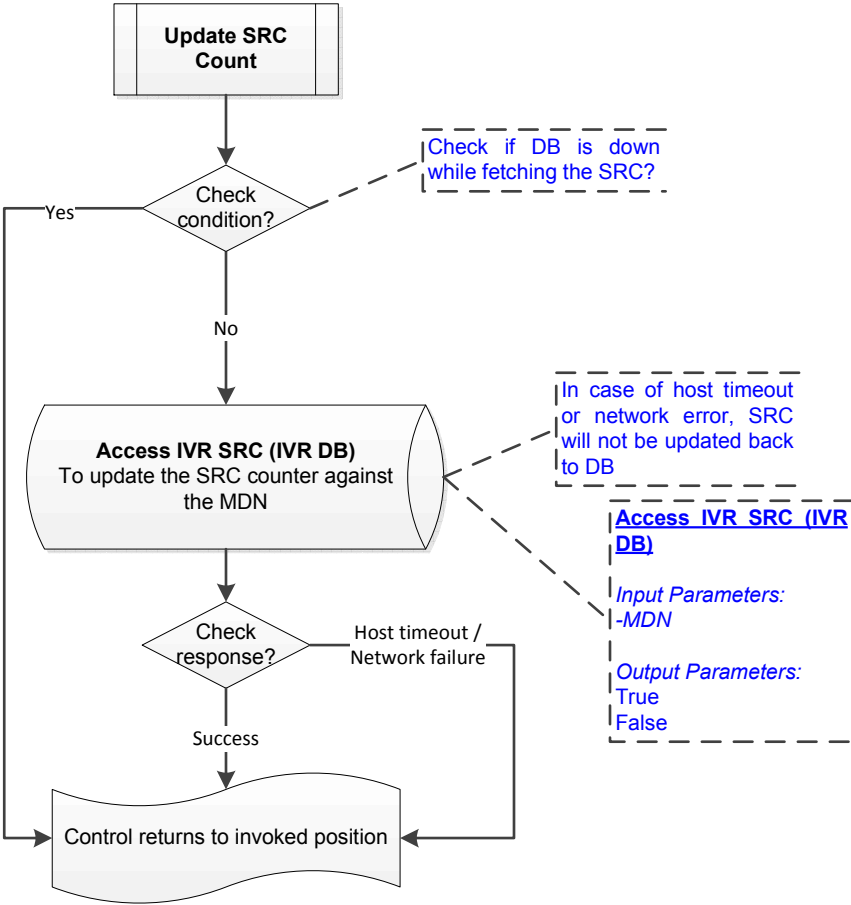 Update SRC
Count
Check if DB is down
while fetching the SRC?
Check
condition?
Yes
No
In case of host timeout
or network error, SRC
will not be updated back
to DB
Access IVR SRC (IVR DB)
To update the SRC counter against
the MDN
Access IVR SRC (IVR
DB)
Input Parameters:
-MDN
Output Parameters:
True
False
Check
response?
Host timeout /
Network failure
Success
Control returns to invoked position